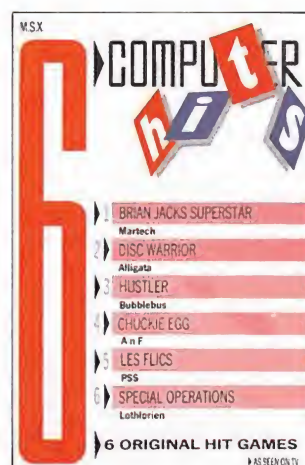 M.S.X
6 COMPUTER
hits
1 BRIAN JACKS SUPERSTAR
Martech
2 DISC WARRIOR
Alligata
3 HUSTLER
Bubblebus
4 CHUCKIE EGG
A n F
5 LES FLICS
PSS
6 SPECIAL OPERATIONS
Lothlorien
6 ORIGINAL HIT GAMES
AS SEEN ON TV